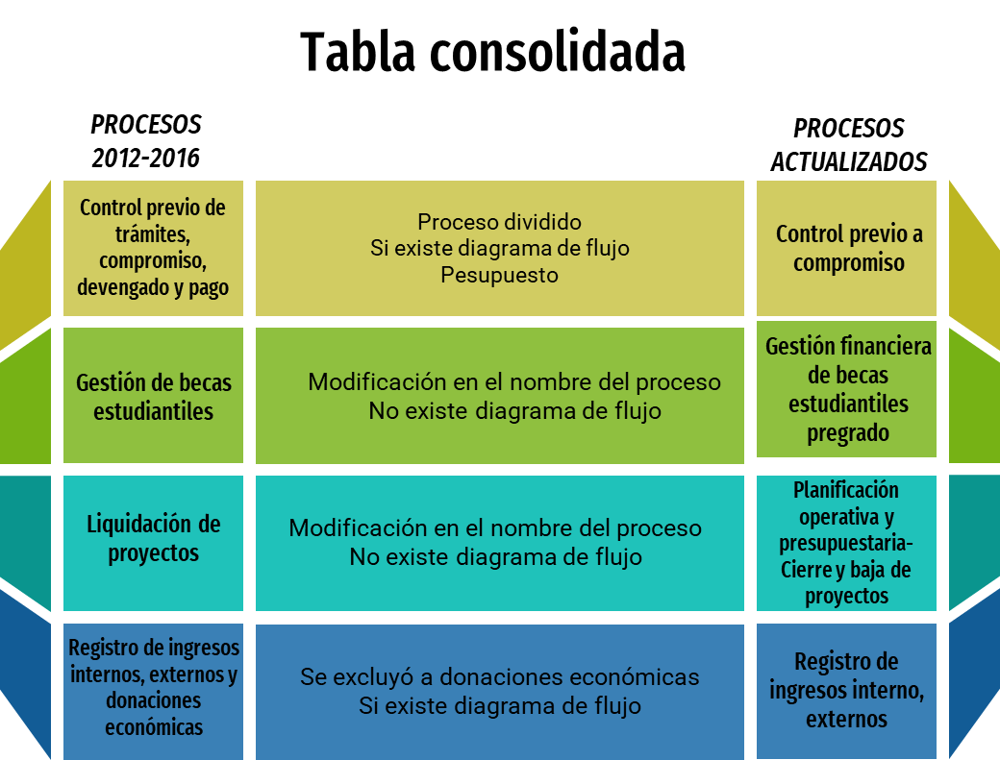 Tabla consolidada
PROCESOS
2012-2016
PROCESOS
ACTUALIZADOS
Control previo de
trámites,
compromiso,
devengado y pago
Proceso dividido
Si existe diagrama de flujo
Pesupuesto
Control previo a
compromiso
Gestión de becas
estudiantiles
Modificación en el nombre del proceso
No existe diagrama de flujo
Gestión financiera
de becas
estudiantiles
pregrado
Liquidación de
proyectos
Modificación en el nombre del proceso
No existe diagrama de flujo
Planificación
operativa y
presupuestaria-
Cierre y baja de
proyectos
Registro de ingresos
internos, externos y
donaciones
económicas
Se excluyó a donaciones económicas
Si existe diagrama de flujo
Registro de
ingresos interno,
externos